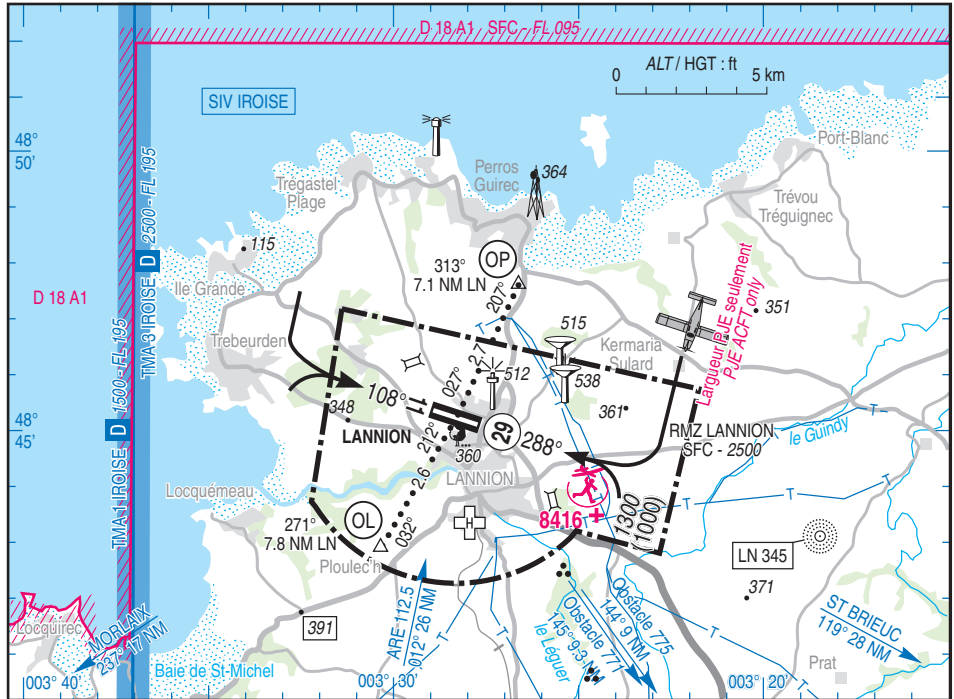 D 18 A1 SFC - FL 095
ALT / HGT : ft
0 5 km
SIV IROISE
48°
50'
Port-Blanc
Perros
Guirec
364
Trégastel
Plage
Trévou
Tréguignec
TMA 3 IROISE D 2500 - FL 195
115
OP
313°
7.1 NM LN
207°
D 18 A1
Ile Grande
351
Largueur PJE seulement
PJE ACFT only
515
Trebeurden
Kermaria
Sulard
2.7
512
538
027°
108°
11
348
361
TMA 1 IROISE D 1500 - FL 195
48°
45'
LANNION
212°
29
288°
RMZ LANNION
SFC - 2500
le Guindy
360
LANNION
2.6
Locquémeau
T
8416
1300
(1000)
OL
271°
7.8 NM LN
032°
H
LN 345
Ploulec'h
371
ARE 112.5
012° 26 NM
Obstacle 775
144° 9 NM
Obstacle 771
le Léguer
391
ST BRIEUC
119° 28 NM
Locquirec
MORLAIX
237° 17 NM
Baie de St-Michel
Prat
003° 40'
003° 30'
003° 20'